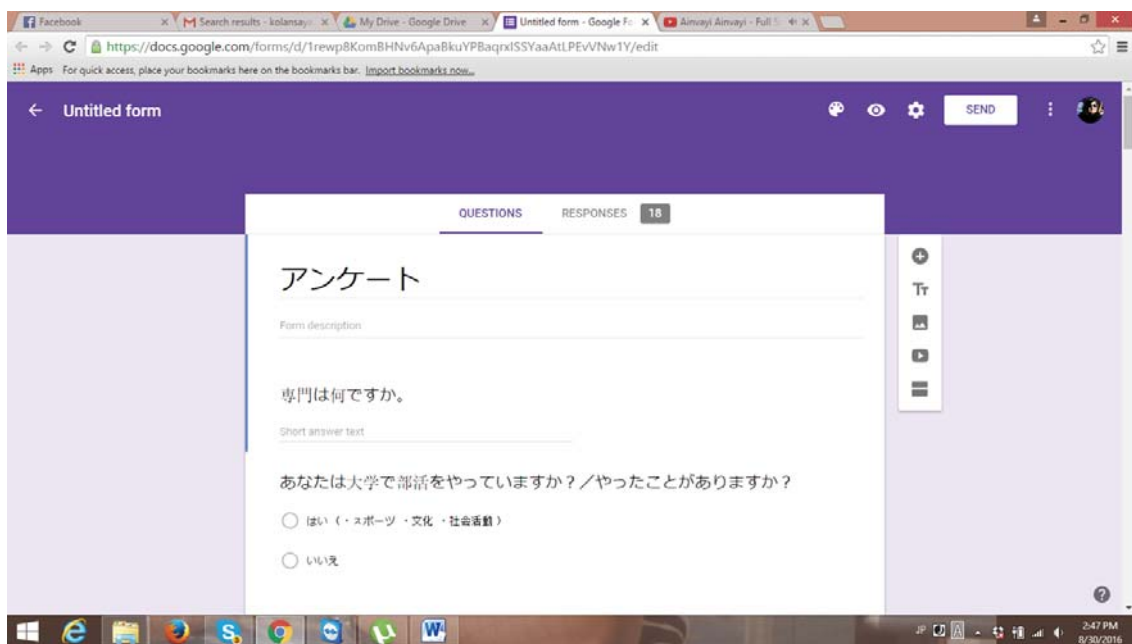 Facebook
Search results - kolansay
My Drive - Google Drive
Untitled form - Google Fo
Ainvayi Ainvayi - Full S
https://docs.google.com/forms/d/1rewp8KomBHNv6ApaBkuYPBaqrxlSSYaaAtLPEvVNw1Y/edit
Apps For quick access, place your bookmarks here on the bookmarks bar. Import bookmarks now...
Untitled form
SEND
QUESTIONS RESPONSES 18
アンケート
Form description
専門は何ですか。
Short answer text
あなたは大学で部活をやっていますか？／やったことがありますか？
はい（・スポーツ ・文化 ・社会活動）
いいえ
JP
2:47 PM
8/30/2016